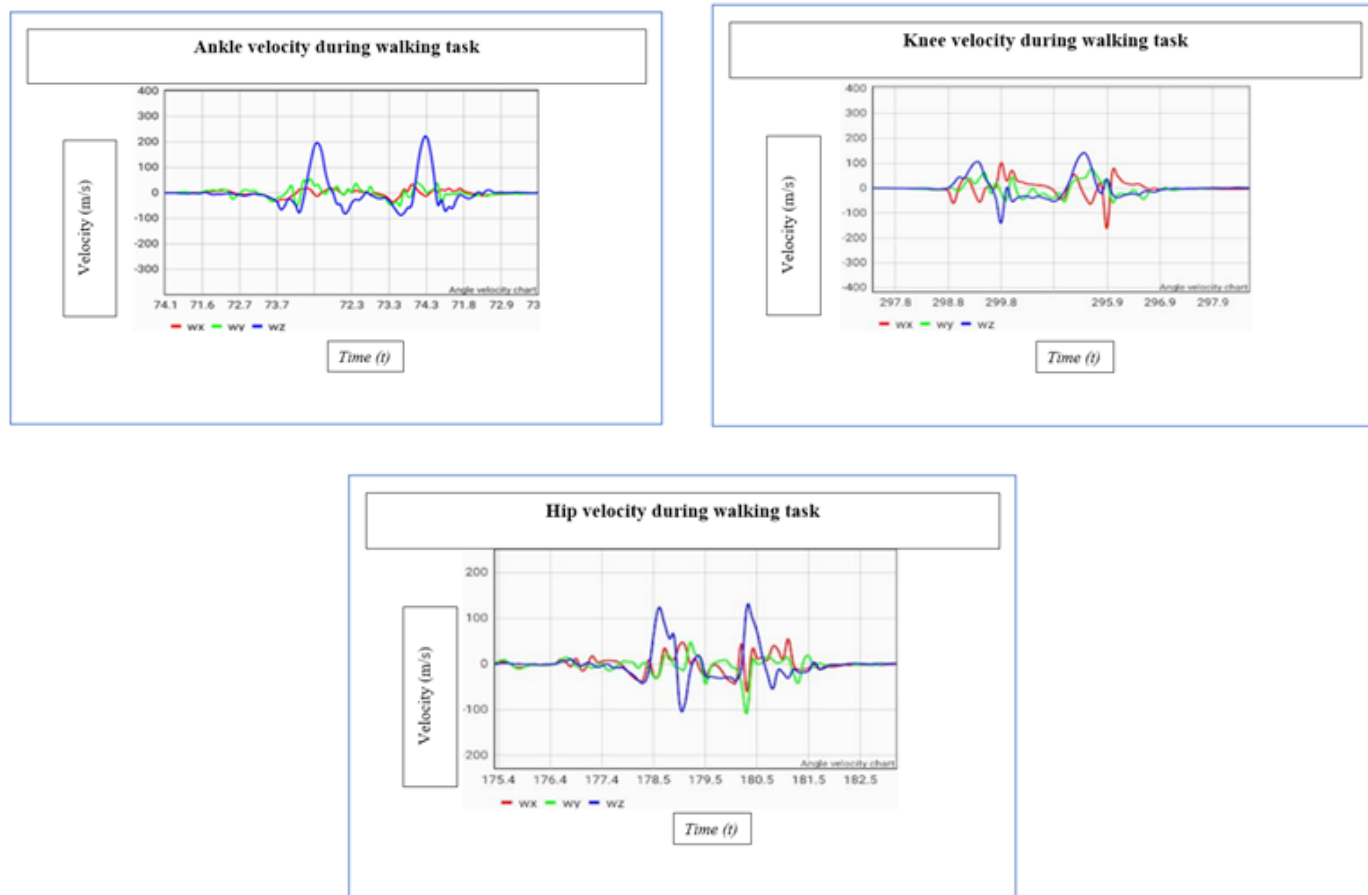 Ankle velocity during walking task
400
300
200
100
0
-100
-200
-300
Velocity (m/s)
Angle velocity chart
74.1 71.6 72.7 73.7 72.3 73.3 74.3 71.8 72.9 73
wx wy wz
Time (t)
Knee velocity during walking task
400
300
200
100
0
-100
-200
-300
-400
Velocity (m/s)
Angle velocity chart
297.8 298.8 299.8 295.9 296.9 297.9
wx wy wz
Time (t)
Hip velocity during walking task
200
100
0
-100
200
Velocity (m/s)
Angle velocity chart
175.4 176.4 177.4 178.5 179.5 180.5 181.5 182.5
wx wy wz
Time (t)